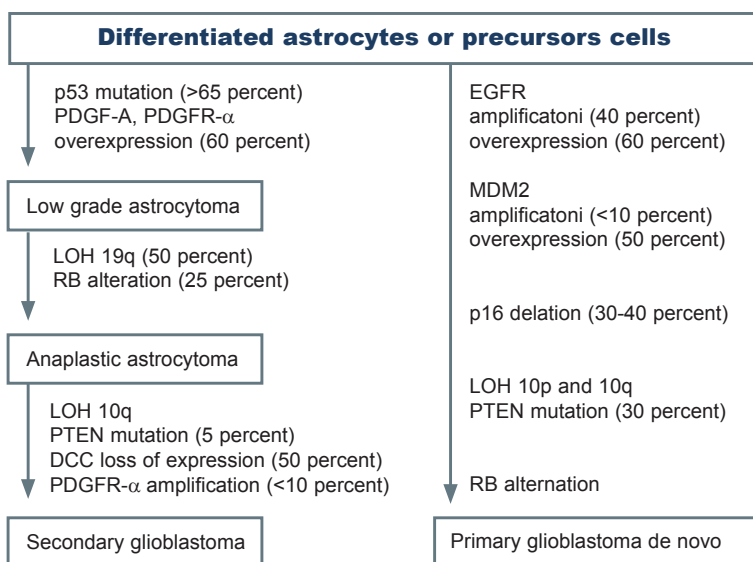 Differentiated astrocytes or precursors cells
p53 mutation (>65 percent)
PDGF-A, PDGFR-α
overexpression (60 percent)
Low grade astrocytoma
LOH 19q (50 percent)
RB alteration (25 percent)
Anaplastic astrocytoma
LOH 10q
PTEN mutation (5 percent)
DCC loss of expression (50 percent)
PDGFR-α amplification (<10 percent)
Secondary glioblastoma
EGFR
amplificatoni (40 percent)
overexpression (60 percent)
MDM2
amplificatoni (<10 percent)
overexpression (50 percent)
p16 delation (30-40 percent)
LOH 10p and 10q
PTEN mutation (30 percent)
RB alternation
Primary glioblastoma de novo